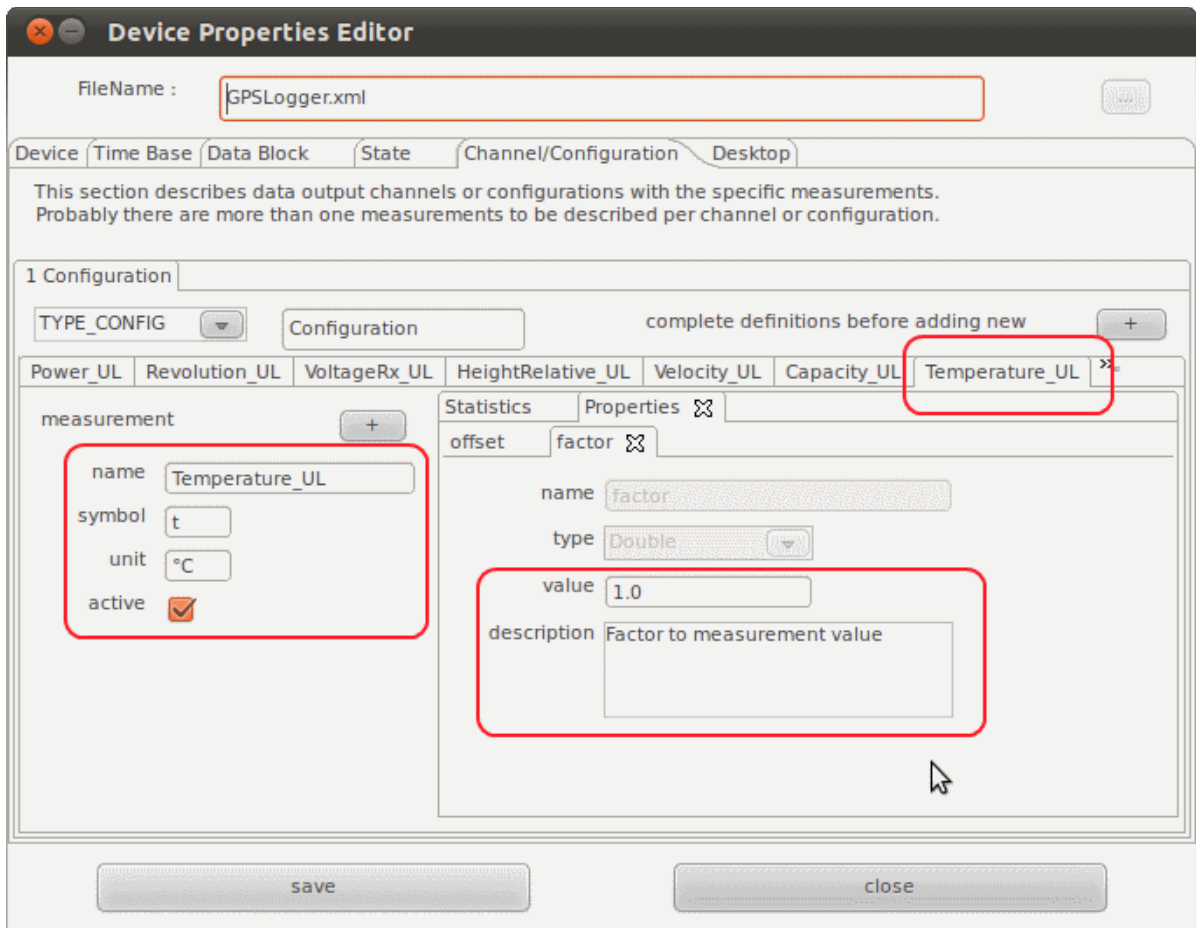 Device Properties Editor
FileName :
GPSLogger.xml
...
Device Time Base Data Block State Channel/Configuration Desktop
This section describes data output channels or configurations with the specific measurements.
Probably there are more than one measurements to be described per channel or configuration.
1 Configuration
TYPE_CONFIG Configuration complete definitions before adding new +
Power_UL Revolution_UL VoltageRx_UL HeightRelative_UL Velocity_UL Capacity_UL Temperature_UL
measurement +
name Temperature_UL
symbol t
unit °C
active
Statistics Properties
offset factor
name factor
type Double
value 1.0
description Factor to measurement value
save close